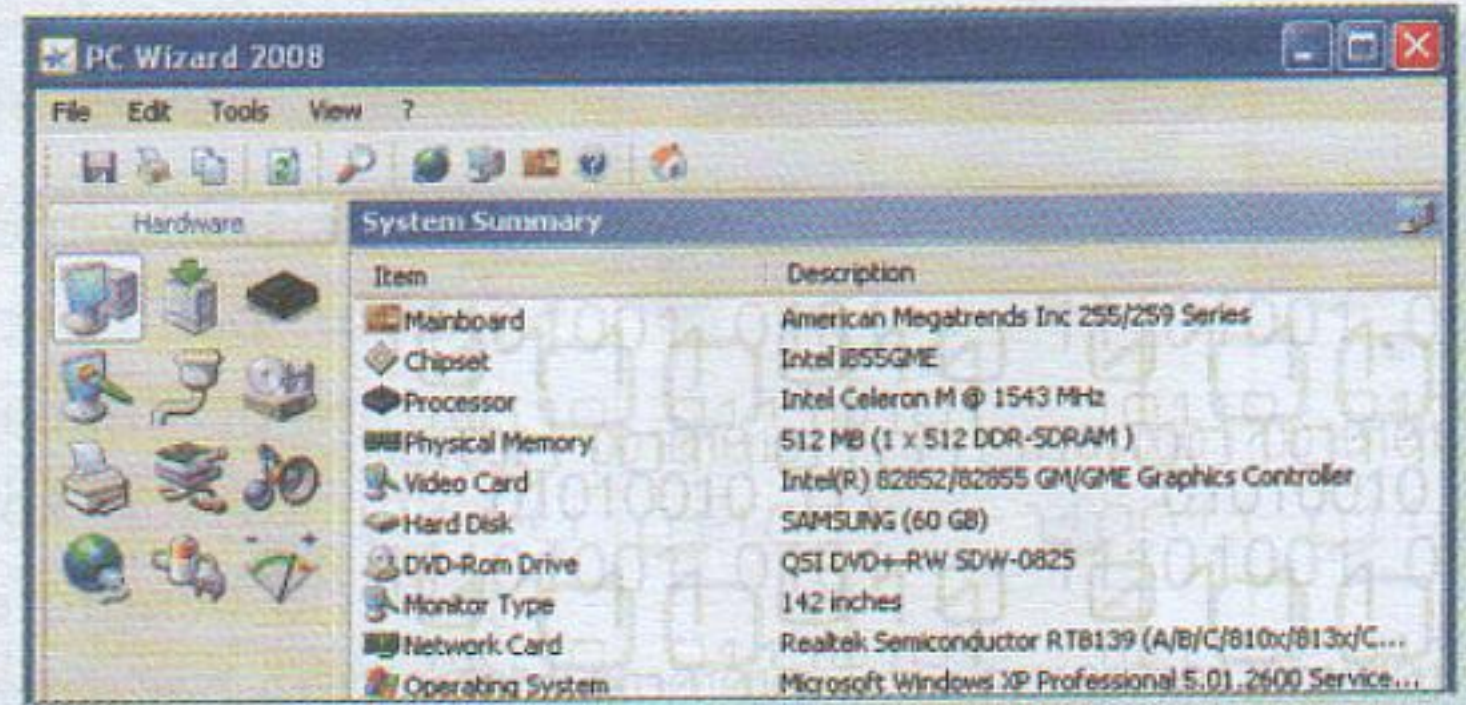 PC Wizard 2008
File Edit Tools View ?
Hardware
System Summary
Item Description
Mainboard American Megatrends Inc 255/259 Series
Chipset Intel i855GME
Processor Intel Celeron M @ 1543 MHz
Physical Memory 512 MB (1 x 512 DDR-SDRAM )
Video Card Intel(R) 82852/82855 GM/GME Graphics Controller
Hard Disk SAMSUNG (60 GB)
DVD-Rom Drive QSI DVD+-RW SDW-082S
Monitor Type 142 inches
Network Card Realtek Semiconductor RT8139 (A/B/C/810x/813x/C...
Operating System Microsoft Windows XP Professional 5.01.2600 Service...